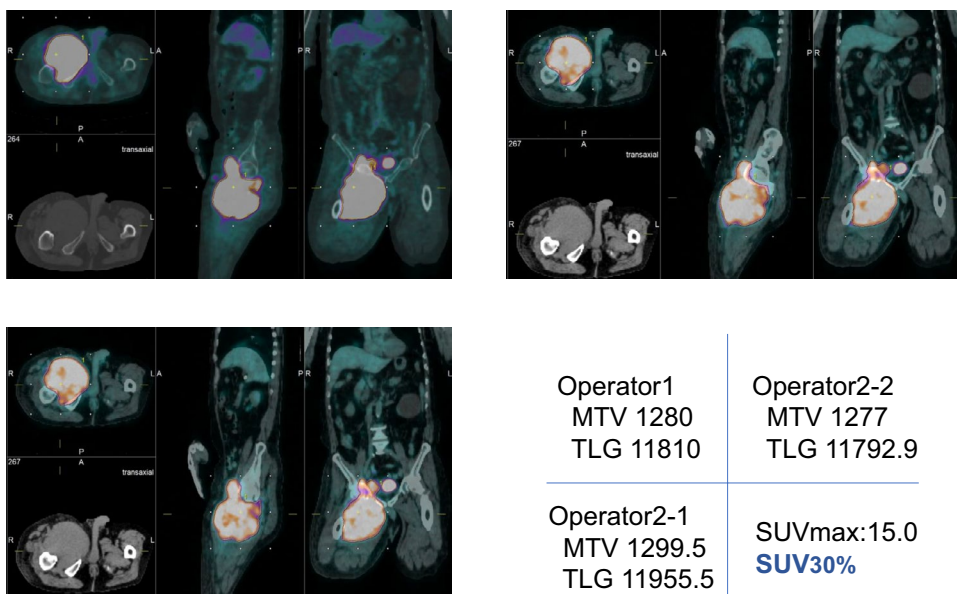 R
L
A
P
R
264
P
A
transaxial
R
L
R
L
A
P
R
267
P
A
transaxial
R
L
R
L
A
P
R
L
267
P
A
transaxial
R
L
Operator1
MTV 1280
TLG 11810
Operator2-2
MTV 1277
TLG 11792.9
Operator2-1
MTV 1299.5
TLG 11955.5
SUVmax:15.0
SUV30%